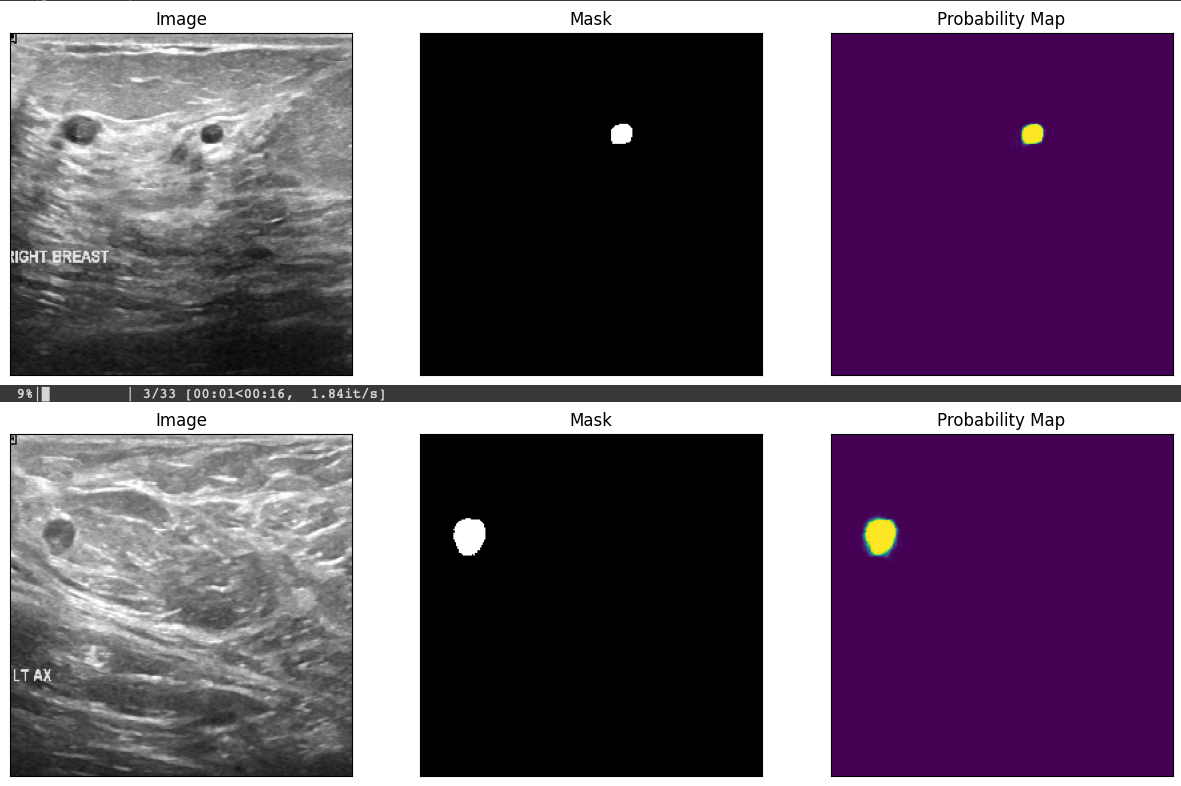 Image Mask Probability Map
RIGHT BREAST
9%| | 3/33 [00:01<00:16, 1.84it/s]
Image Mask Probability Map
LT AX